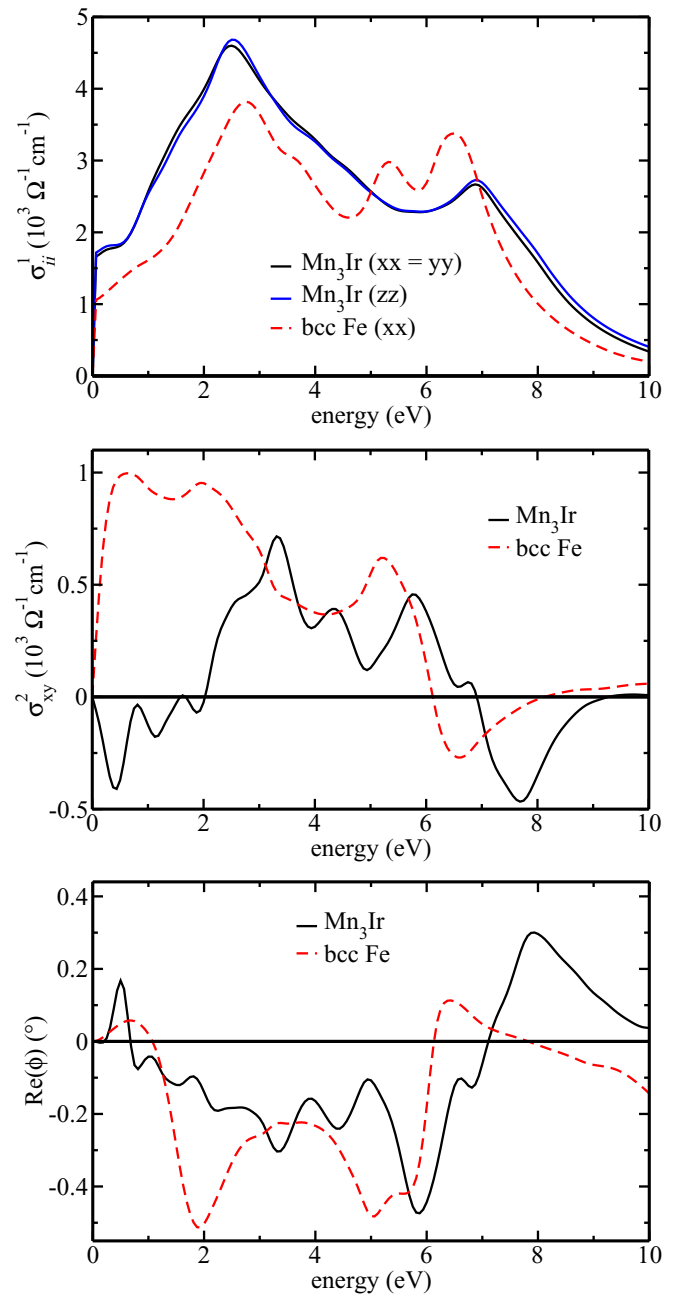 5
4
3
2
1
0
σ¹ᵢᵢ (10³ Ω⁻¹cm⁻¹)
Mn₃Ir (xx = yy)
Mn₃Ir (zz)
bcc Fe (xx)
0 2 4 6 8 10
energy (eV)
1
0.5
0
-0.5
σ²xy (10³ Ω⁻¹cm⁻¹)
Mn₃Ir
bcc Fe
0 2 4 6 8 10
energy (eV)
0.4
0.2
0
-0.2
-0.4
Re(ϕ) (°)
Mn₃Ir
bcc Fe
0 2 4 6 8 10
energy (eV)